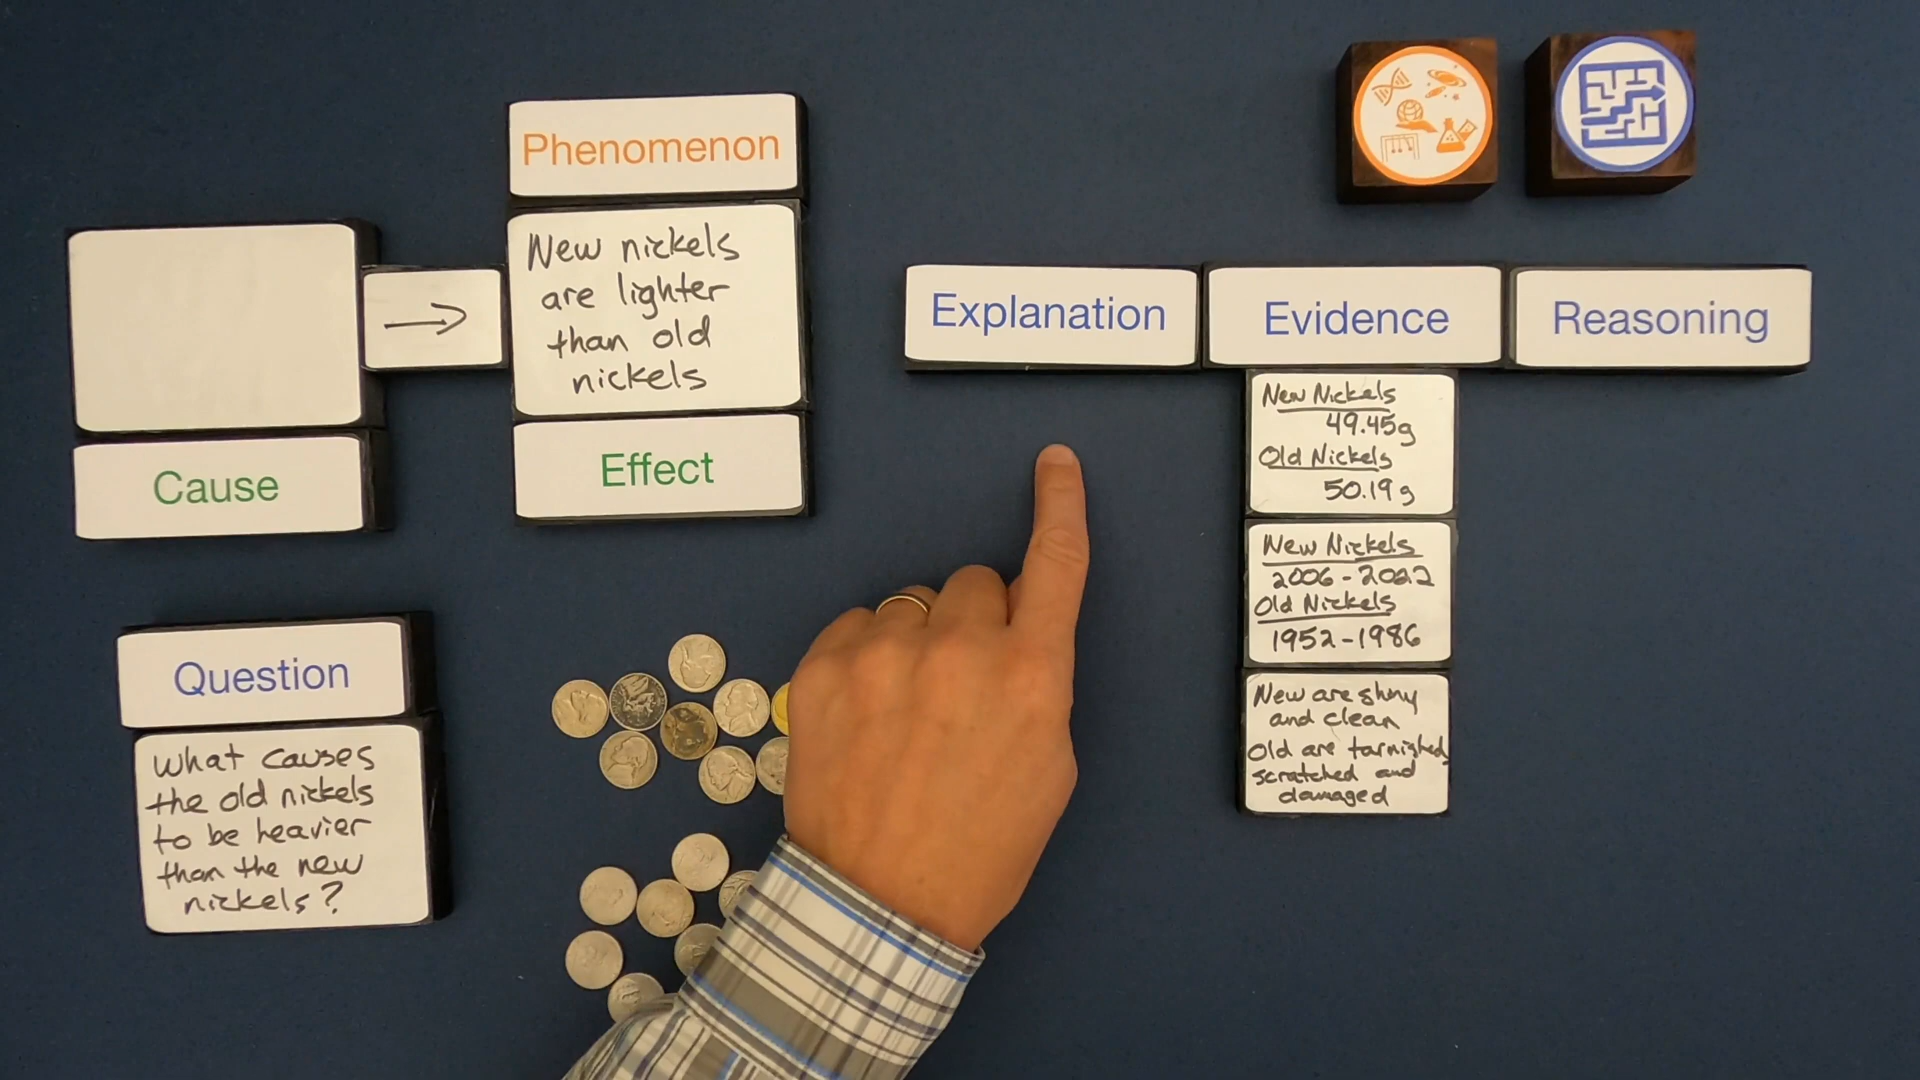 Phenomenon
New nickels
are lighter
than old
nickels
Effect
Cause
Question
What causes
the old nickels
to be heavier
than the new
nickels?
Explanation
Evidence
Reasoning
New Nickels
49.45g
Old Nickels
50.19g
New Nickels
2006-2022
Old Nickels
1952-1986
New are shiny
and clean
Old are tarnished
scratched and
damaged